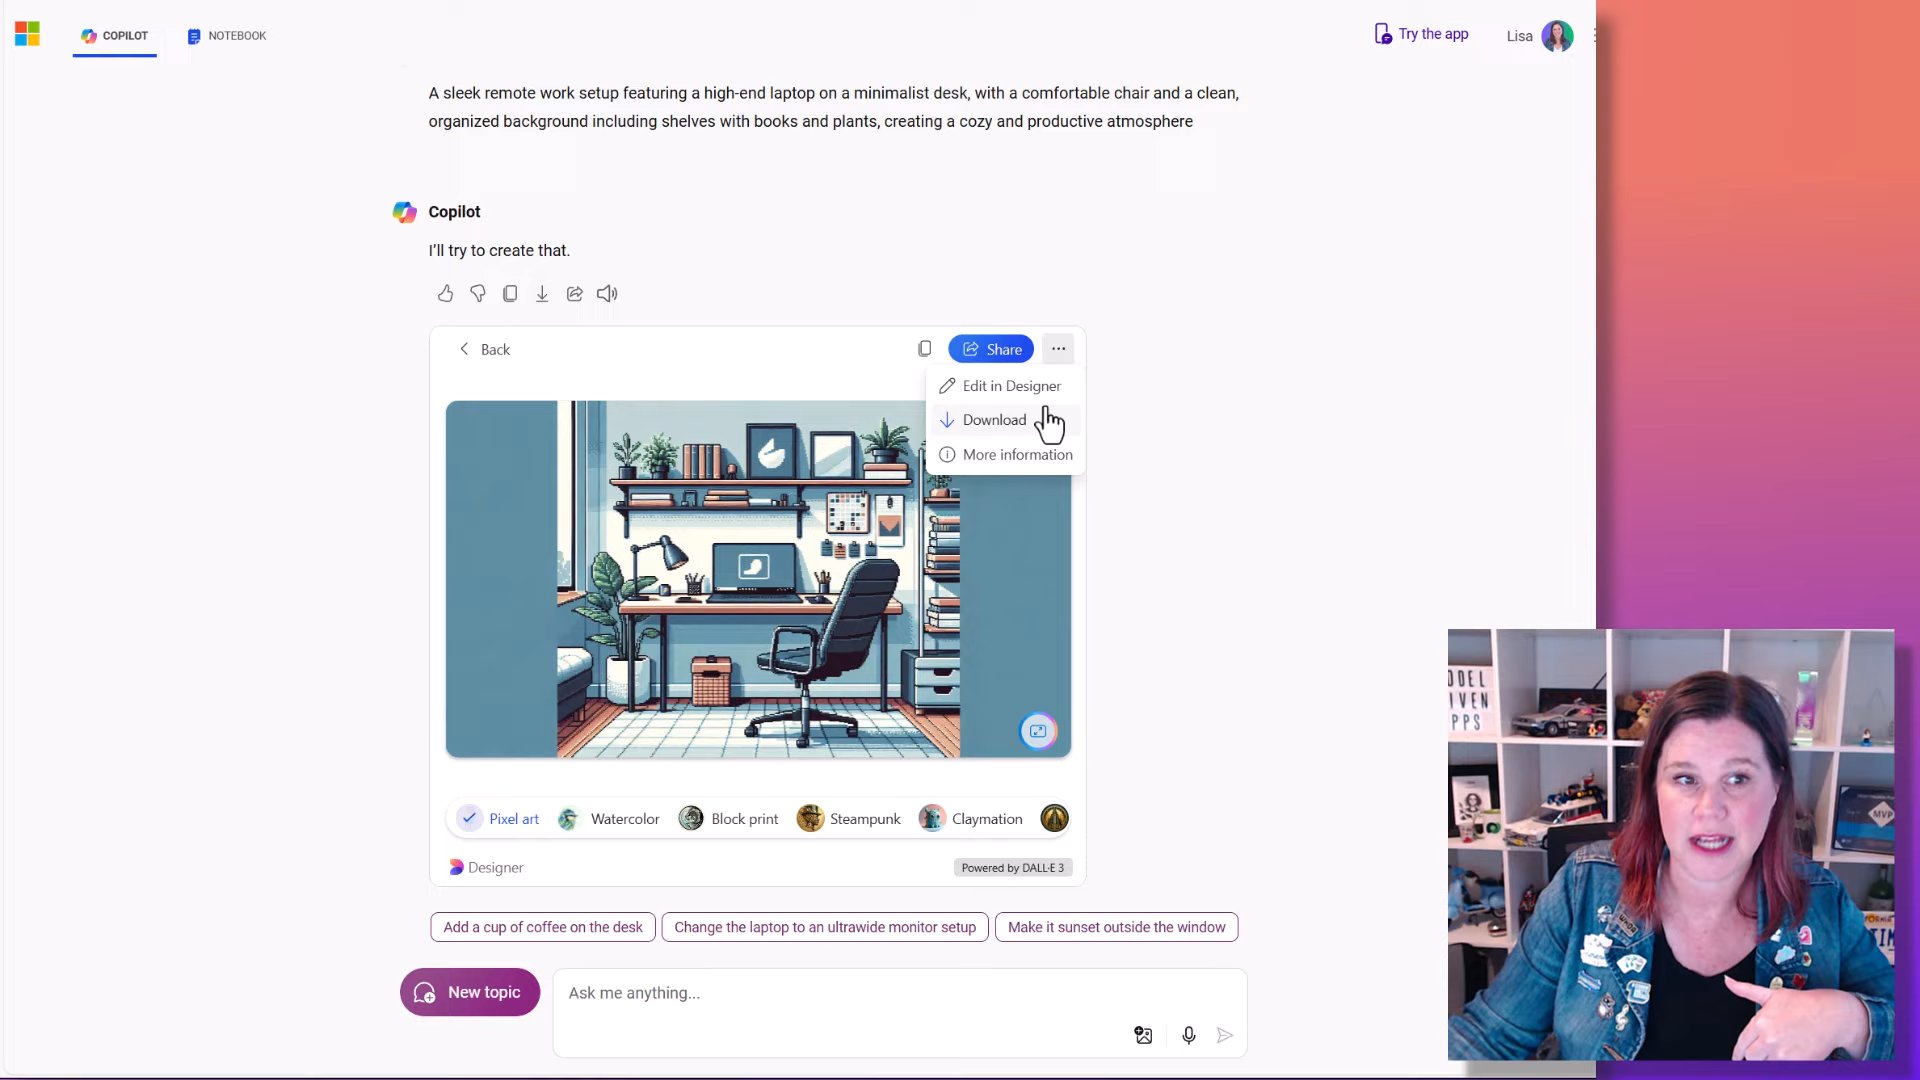 COPILOT
NOTEBOOK
Try the app
Lisa
A sleek remote work setup featuring a high-end laptop on a minimalist desk, with a comfortable chair and a clean,
organized background including shelves with books and plants, creating a cozy and productive atmosphere
Copilot
I'll try to create that.
Back
Share
Edit in Designer
Download
More information
Pixel art
Watercolor
Block print
Steampunk
Claymation
Designer
Powered by DALL·E 3
Add a cup of coffee on the desk
Change the laptop to an ultrawide monitor setup
Make it sunset outside the window
New topic
Ask me anything...
ODEL
IVEN
PPS
MVP